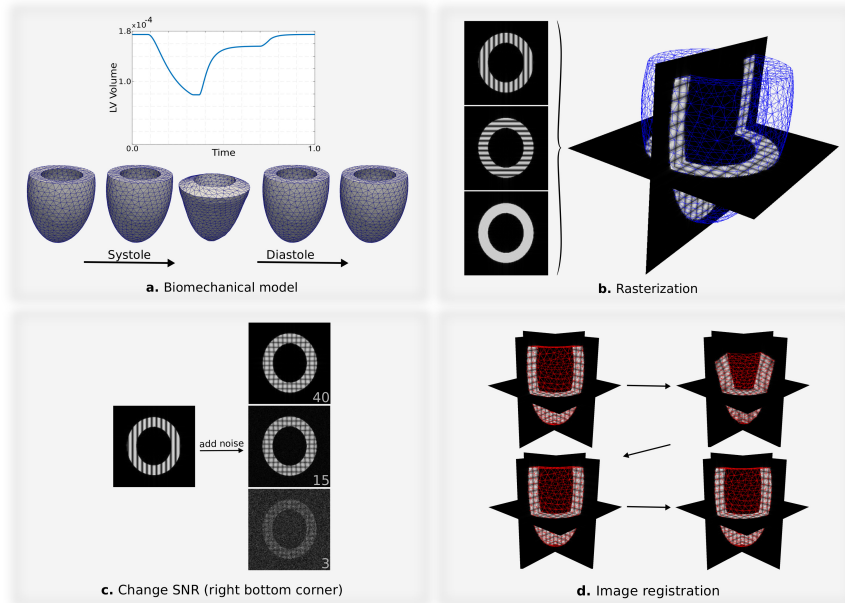 1.8
×10
-4
LV Volume
1.0
0.0
Time
1.0
Systole
Diastole
a. Biomechanical model
b. Rasterization
40
add noise
15
3
c. Change SNR (right bottom corner)
d. Image registration